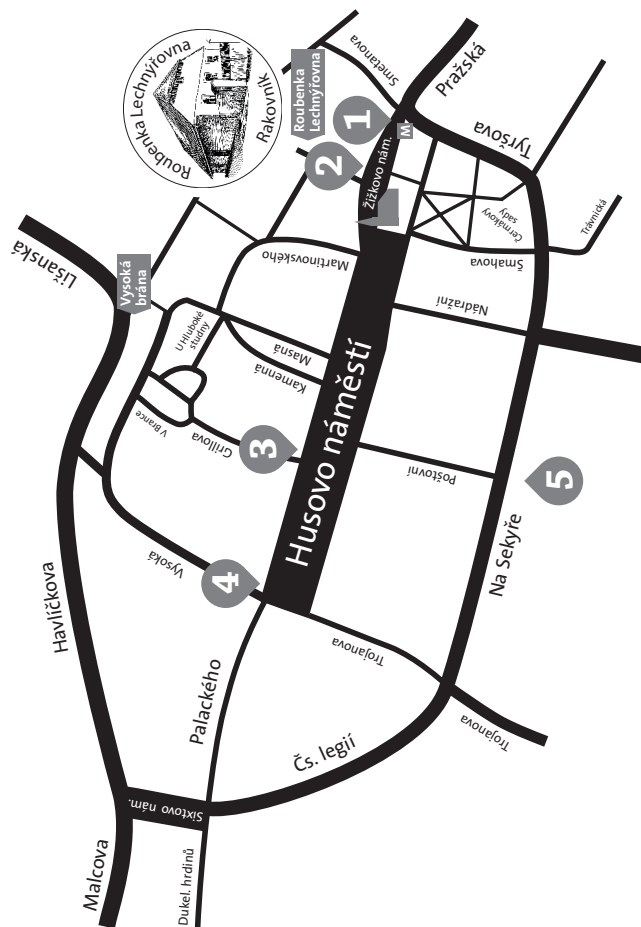 Roubenka Lechnýřovna
Rakovník
Roubenka
Lechnýřovna
Smetanova
Pražská
1
M
2
Žižkovo nám.
Tyršova
Čermákovy
sady
Trávnická
Šmahova
Lišanská
Vysoká
brána
Martinovského
Nádražní
U Hluboké
studny
Masná
Kamenná
Husovo náměstí
V Brance
Grillova
3
Poštovní
5
Na Sekyře
Vysoká
4
Havlíčkova
Trojanova
Palackého
Trojanova
Čs. legií
Sixtovo nám.
Malcova
Dukel. hrdinů